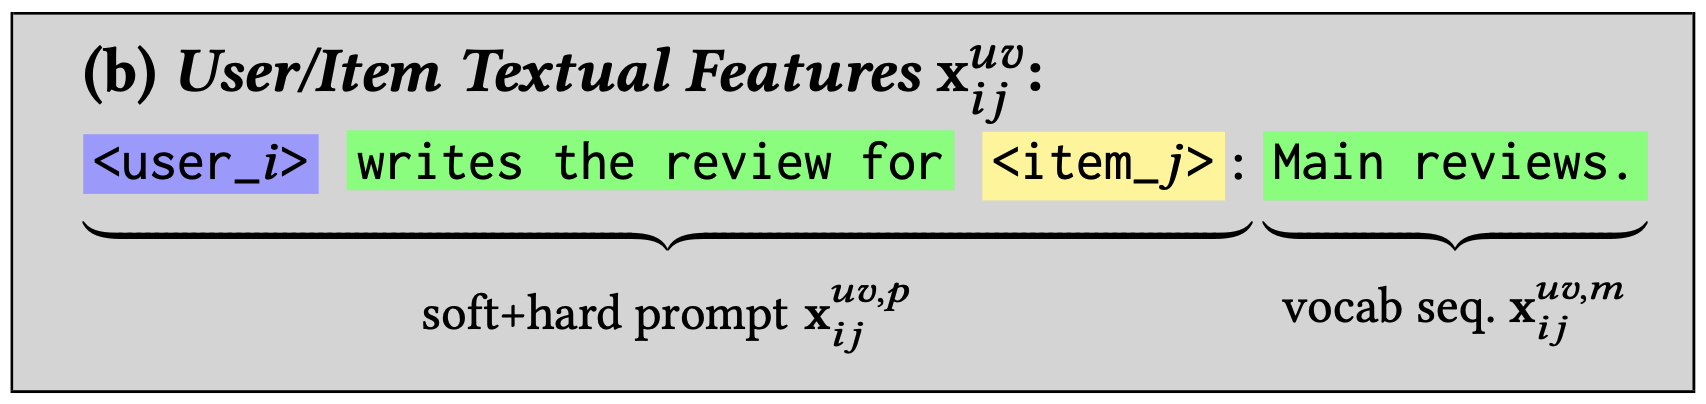 (b) User/Item Textual Features x_{ij}^{uv}:
<user_i> writes the review for <item_j> : Main reviews.
soft+hard prompt x_{ij}^{uv,p} vocab seq. x_{ij}^{uv,m}